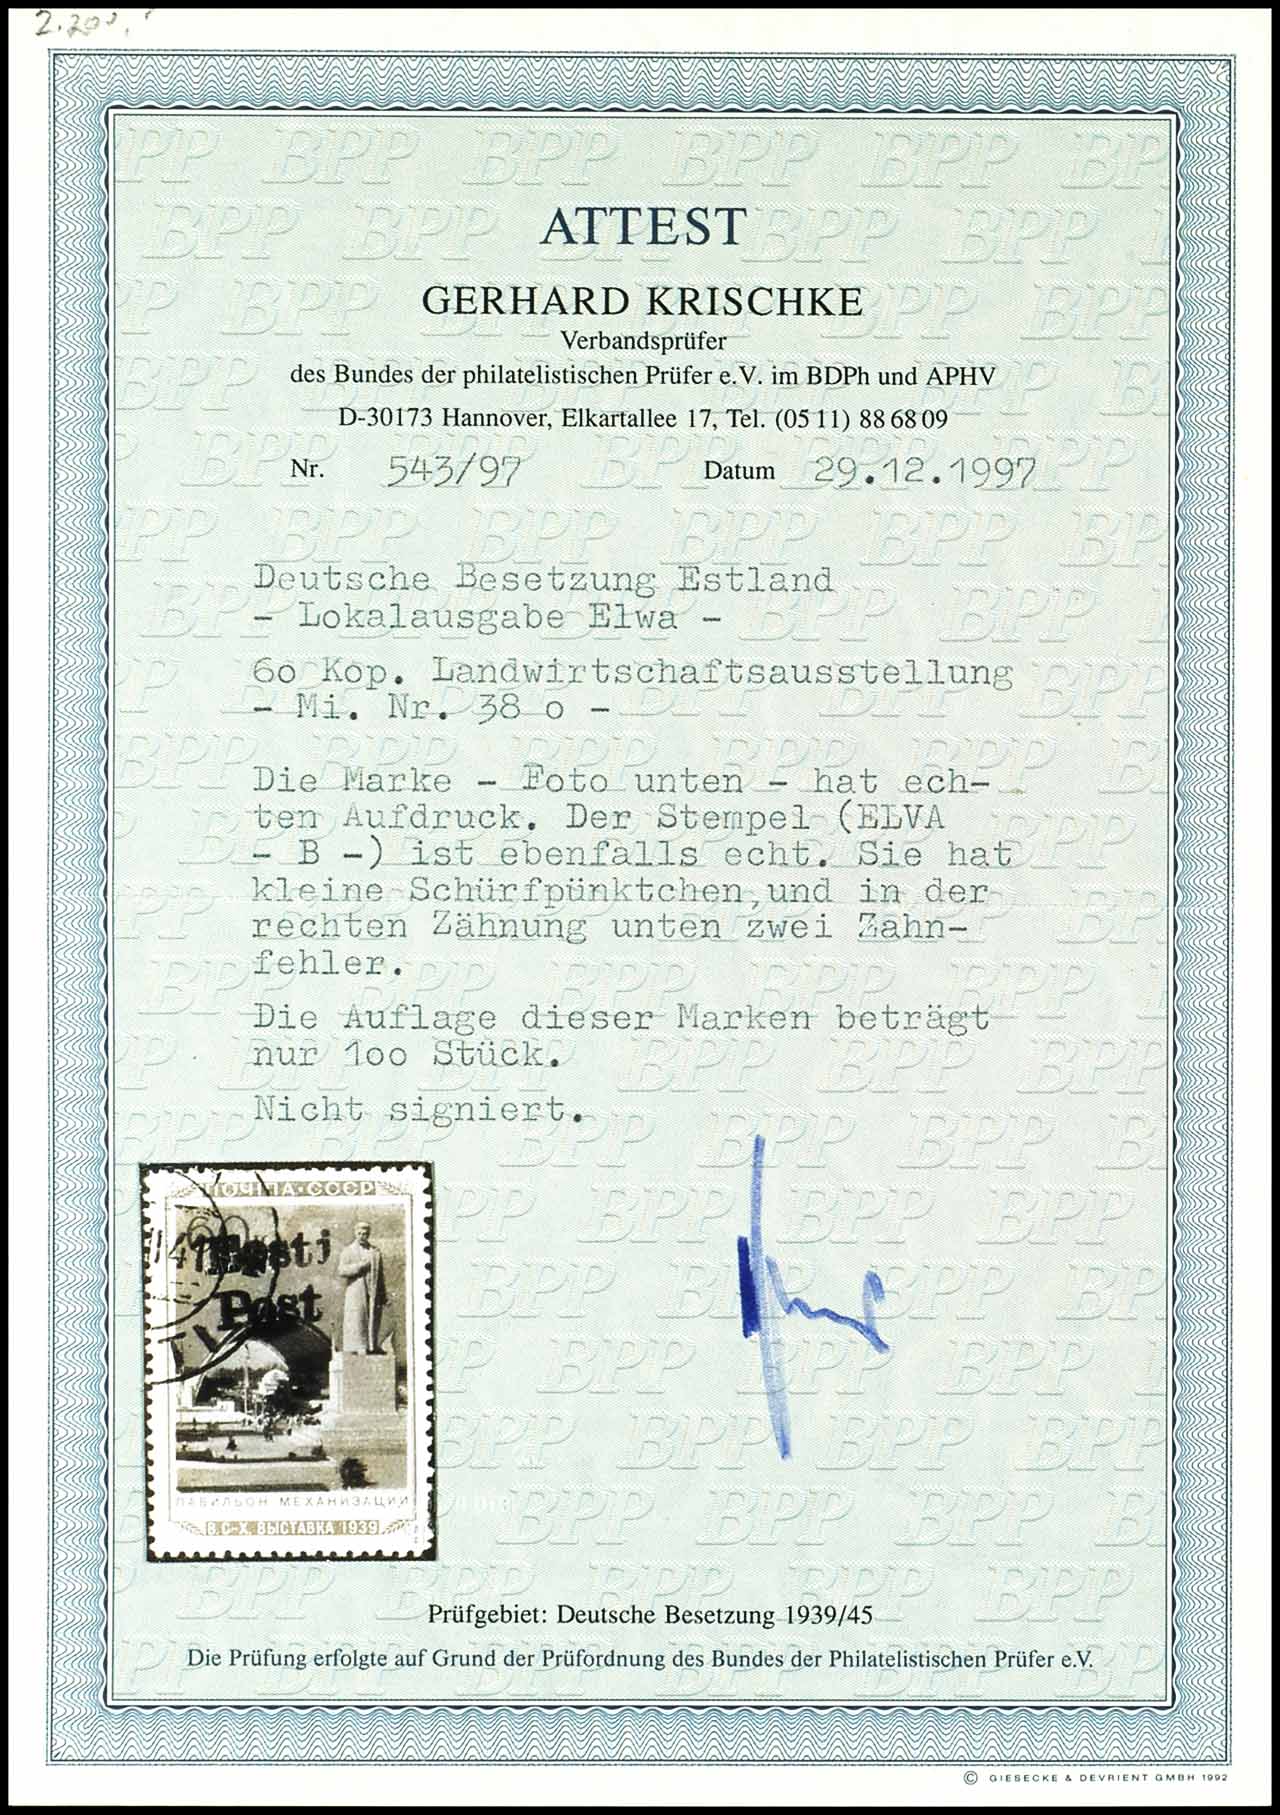 ATTEST
GERHARD KRISCHKE
Verbandsprüfer
des Bundes der philatelistischen Prüfer e.V. im BDPh und APHV
D-30173 Hannover, Elkartallee 17, Tel. (05 11) 88 68 09
Nr. 543/97 Datum 29.12.1997
Deutsche Besetzung Estland
- Lokalausgabe Elwa -
60 Kop. Landwirtschaftsausstellung
- Mi. Nr. 38 o -
Die Marke - Foto unten - hat ech-
ten Aufdruck. Der Stempel (ELVA
- B -) ist ebenfalls echt. Sie hat
kleine Schürfpünktchen,und in der
rechten Zähnung unten zwei Zahn-
fehler.
Die Auflage dieser Marken beträgt
nur 100 Stück.
Nicht signiert.
ПОЧТА·СССР
60
Eesti
Post
ПАВИЛЬОН МЕХАНИЗАЦИИ
В.С-Х. ВЫСТАВКА 1939
Prüfgebiet: Deutsche Besetzung 1939/45
Die Prüfung erfolgte auf Grund der Prüfordnung des Bundes der Philatelistischen Prüfer e.V.
© GIESECKE & DEVRIENT GMBH 1992